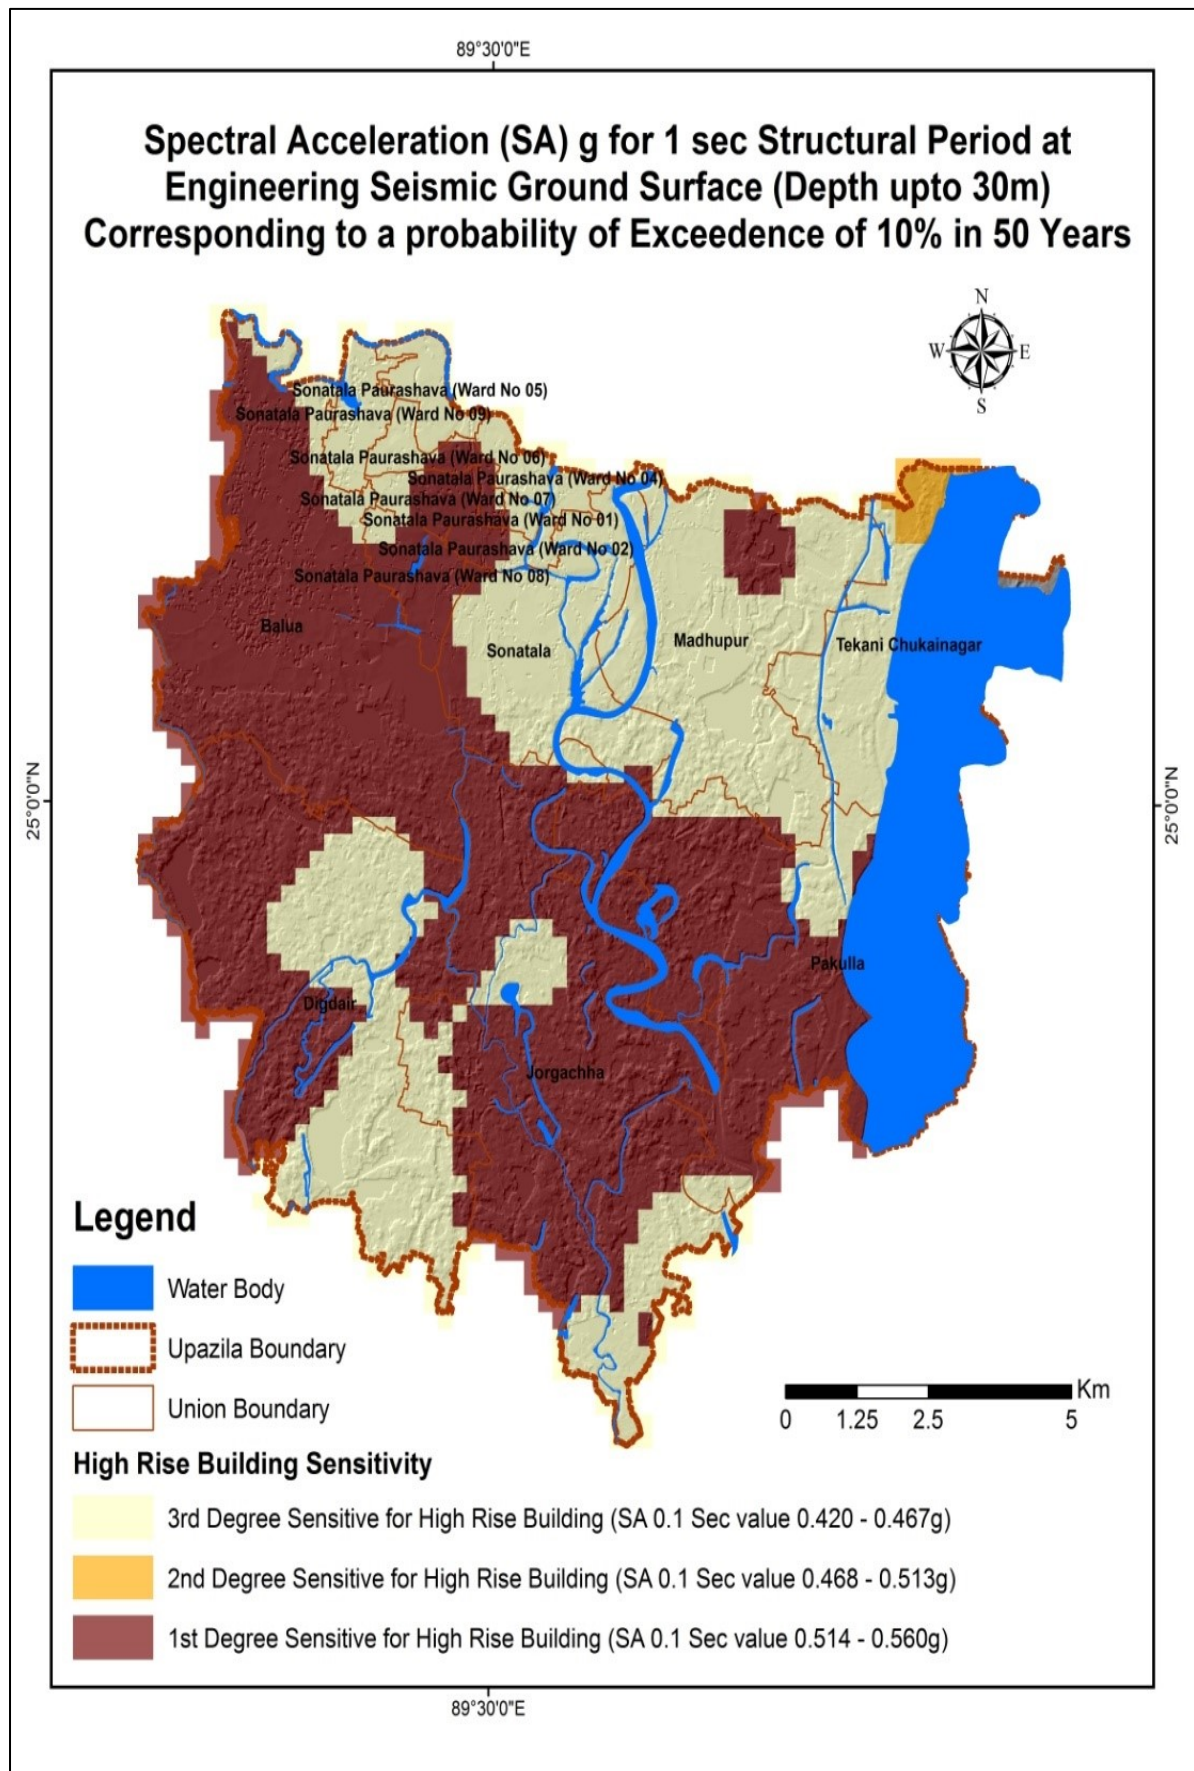 89°30'0"E
Spectral Acceleration (SA) g for 1 sec Structural Period at
Engineering Seismic Ground Surface (Depth upto 30m)
Corresponding to a probability of Exceedence of 10% in 50 Years
N
W
E
S
Sonatala Paurashava (Ward No 05)
Sonatala Paurashava (Ward No 09)
Sonatala Paurashava (Ward No 06)
Sonatala Paurashava (Ward No 04)
Sonatala Paurashava (Ward No 07)
Sonatala Paurashava (Ward No 01)
Sonatala Paurashava (Ward No 02)
Sonatala Paurashava (Ward No 08)
Balua
Sonatala
Madhupur
Tekani Chukainagar
25°0'0"N
25°0'0"N
Pakulla
Digdair
Jorgachha
Legend
Water Body
Upazila Boundary
Union Boundary
Km
0 1.25 2.5 5
High Rise Building Sensitivity
3rd Degree Sensitive for High Rise Building (SA 0.1 Sec value 0.420 - 0.467g)
2nd Degree Sensitive for High Rise Building (SA 0.1 Sec value 0.468 - 0.513g)
1st Degree Sensitive for High Rise Building (SA 0.1 Sec value 0.514 - 0.560g)
89°30'0"E